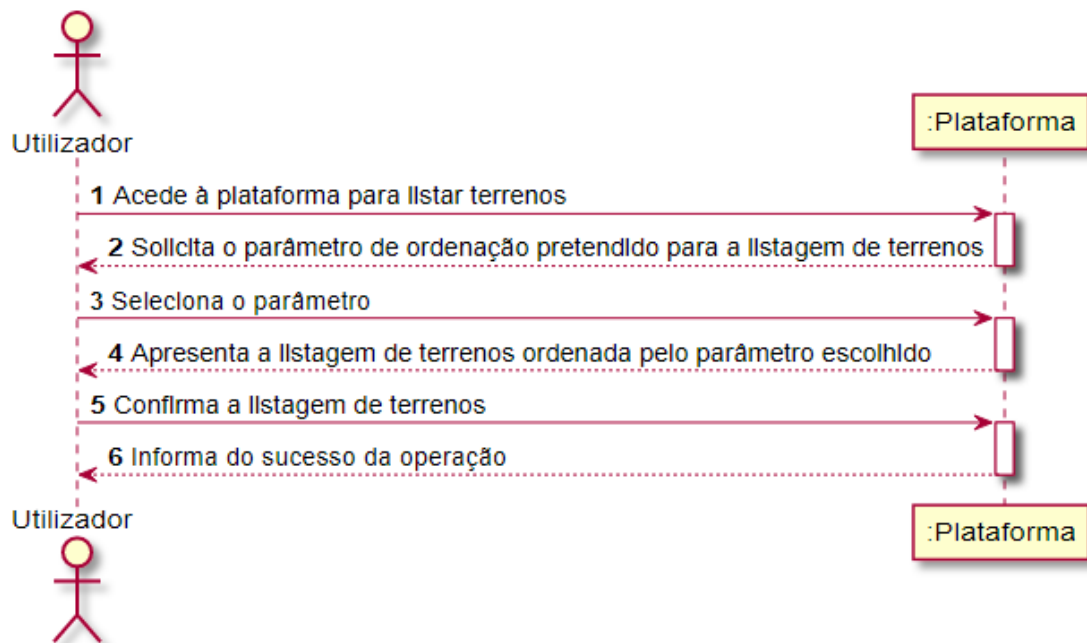 Utilizador
:Plataforma
1 Acede à plataforma para listar terrenos
2 Solicita o parâmetro de ordenação pretendido para a listagem de terrenos
3 Seleciona o parâmetro
4 Apresenta a listagem de terrenos ordenada pelo parâmetro escolhido
5 Confirma a listagem de terrenos
6 Informa do sucesso da operação
Utilizador
:Plataforma